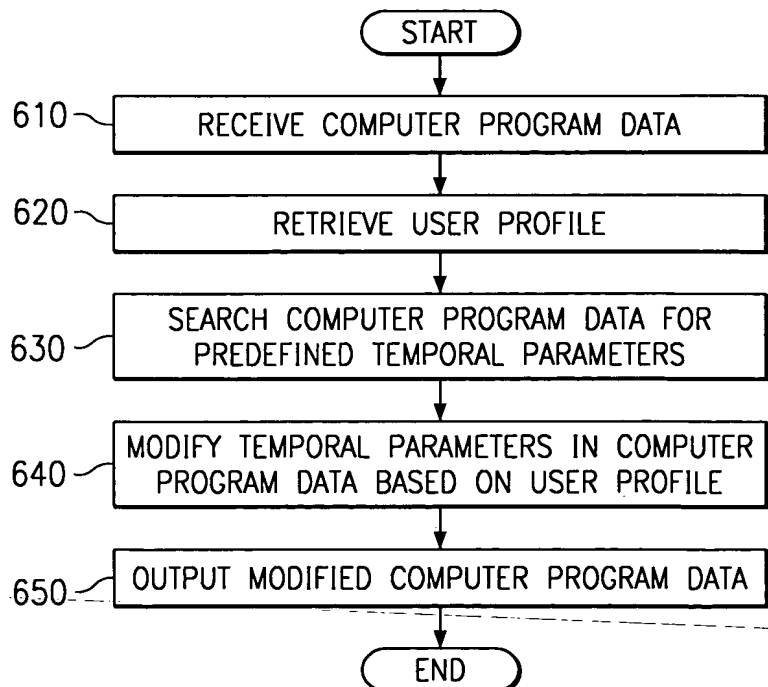 START
610
RECEIVE COMPUTER PROGRAM DATA
620
RETRIEVE USER PROFILE
630
SEARCH COMPUTER PROGRAM DATA FOR
PREDEFINED TEMPORAL PARAMETERS
640
MODIFY TEMPORAL PARAMETERS IN COMPUTER
PROGRAM DATA BASED ON USER PROFILE
650
OUTPUT MODIFIED COMPUTER PROGRAM DATA
END